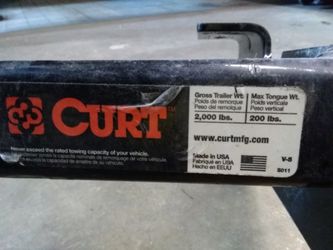 CURT™
Gross Trailer Wt.
Poids de remorque
Peso del remorque
2,000 lbs.
Max Tongue Wt.
Poids verticale
Peso vertical
200 lbs.
www.curtmfg.com
Made in USA
Fabriqué en USA
Hecho en EEUU
V-5
Never exceed the rated towing capacity of your vehicle.